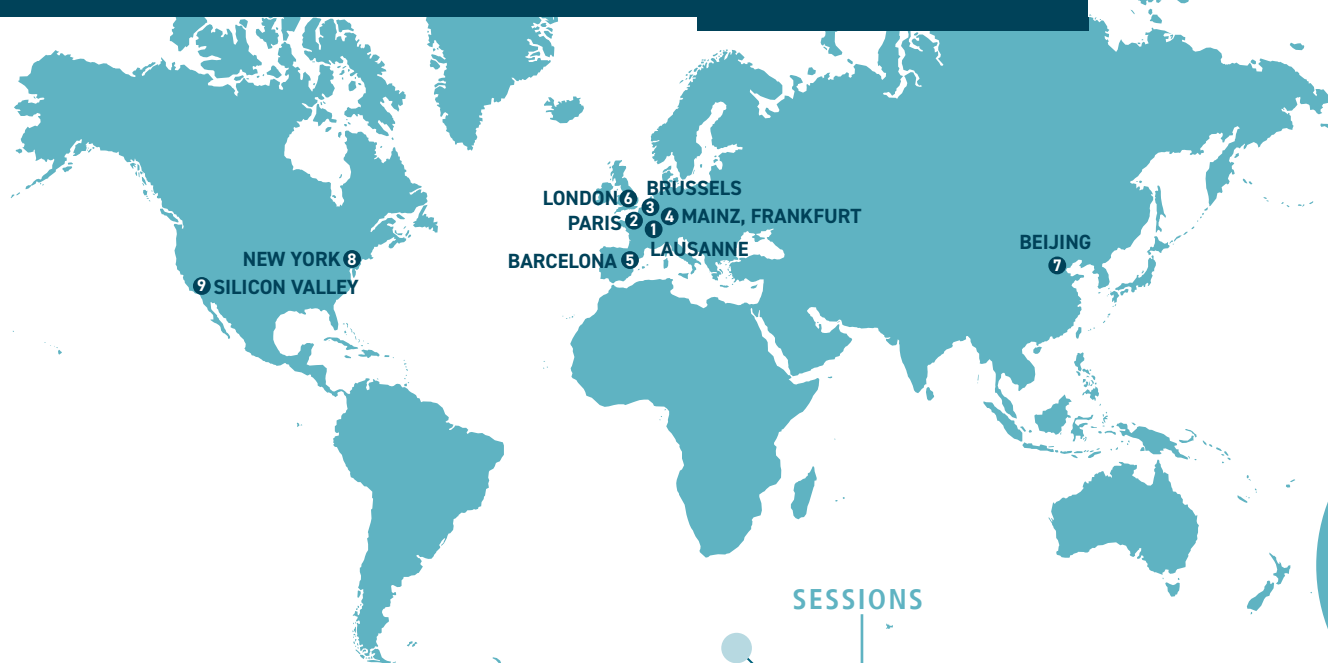 LONDON 6
BRUSSELS
3
PARIS 2
4 MAINZ, FRANKFURT
1
LAUSANNE
BARCELONA 5
NEW YORK 8
9 SILICON VALLEY
BEIJING
7
SESSIONS